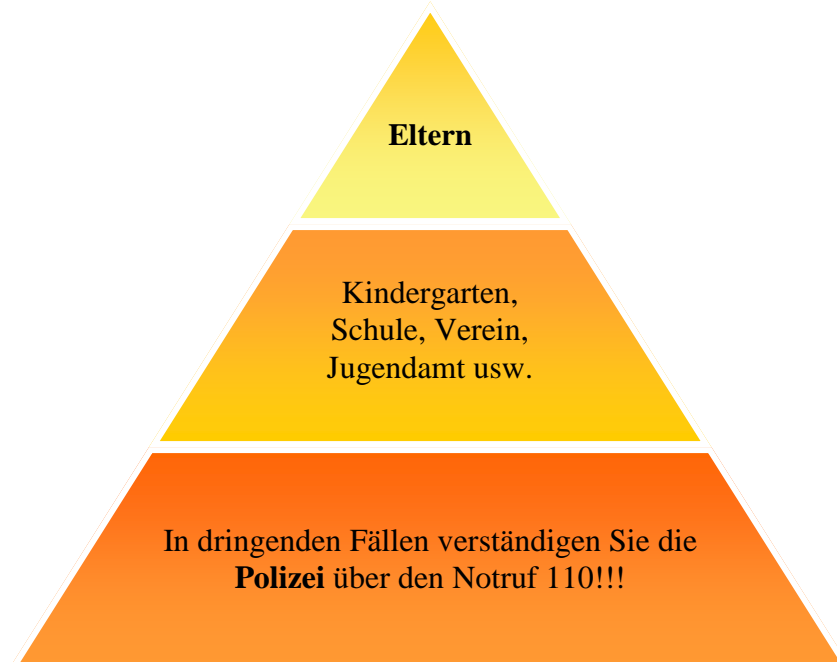 Eltern
Kindergarten,
Schule, Verein,
Jugendamt usw.
In dringenden Fällen verständigen Sie die
Polizei über den Notruf 110!!!